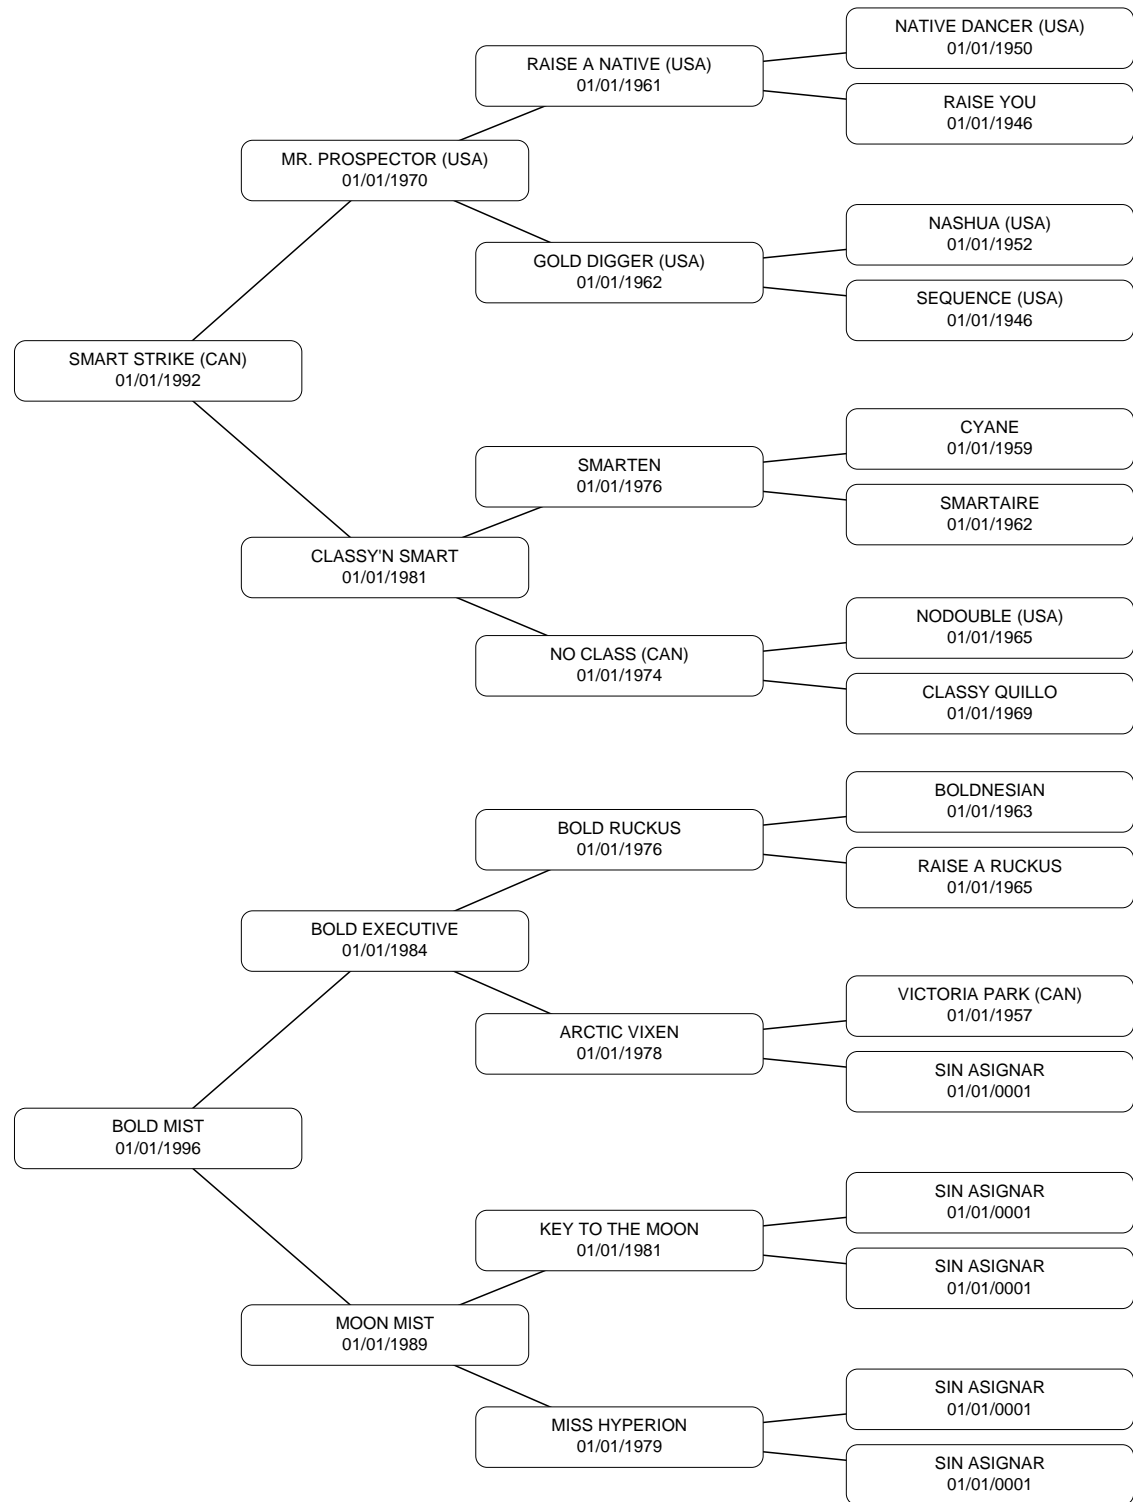 NATIVE DANCER (USA)
01/01/1950
RAISE A NATIVE (USA)
01/01/1961
RAISE YOU
01/01/1946
MR. PROSPECTOR (USA)
01/01/1970
NASHUA (USA)
01/01/1952
GOLD DIGGER (USA)
01/01/1962
SEQUENCE (USA)
01/01/1946
SMART STRIKE (CAN)
01/01/1992
CYANE
01/01/1959
SMARTEN
01/01/1976
SMARTAIRE
01/01/1962
CLASSY'N SMART
01/01/1981
NODOUBLE (USA)
01/01/1965
NO CLASS (CAN)
01/01/1974
CLASSY QUILLO
01/01/1969
BOLDNESIAN
01/01/1963
BOLD RUCKUS
01/01/1976
RAISE A RUCKUS
01/01/1965
BOLD EXECUTIVE
01/01/1984
VICTORIA PARK (CAN)
01/01/1957
ARCTIC VIXEN
01/01/1978
SIN ASIGNAR
01/01/0001
BOLD MIST
01/01/1996
SIN ASIGNAR
01/01/0001
KEY TO THE MOON
01/01/1981
SIN ASIGNAR
01/01/0001
MOON MIST
01/01/1989
SIN ASIGNAR
01/01/0001
MISS HYPERION
01/01/1979
SIN ASIGNAR
01/01/0001